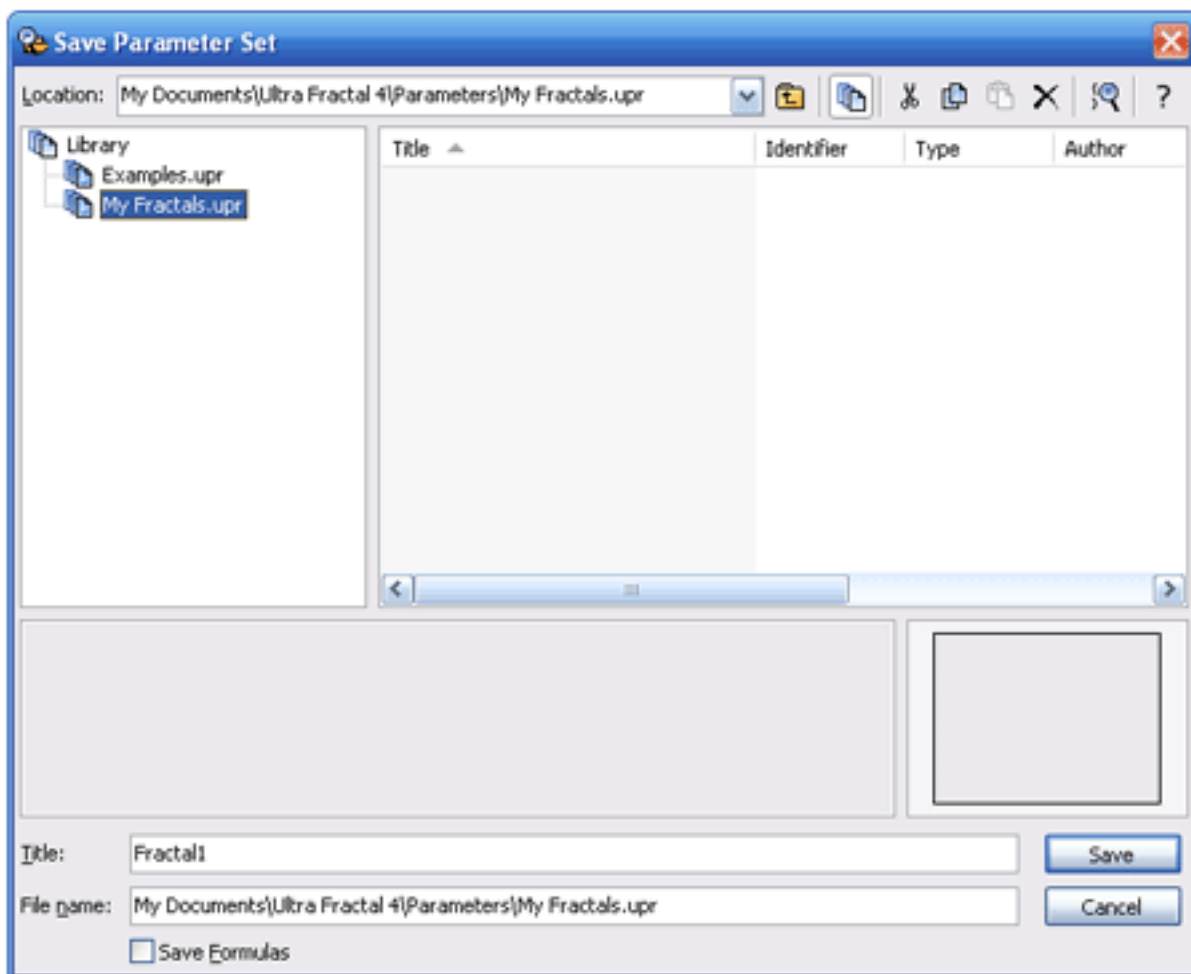 Save Parameter Set
Location: My Documents\Ultra Fractal 4\Parameters\My Fractals.upr ?
Library
Examples.upr
My Fractals.upr
Title Identifier Type Author
Title: Fractal1 Save
File name: My Documents\Ultra Fractal 4\Parameters\My Fractals.upr Cancel
Save Formulas